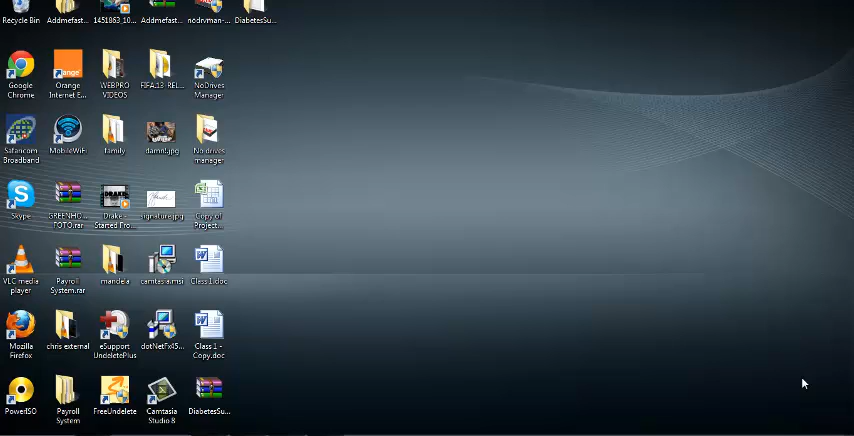 Recycle Bin
Addmefast...
1451863_10...
Addmefast...
nodrvman-...
DiabetesSu...
Google
Chrome
Orange
Internet E...
WEBPRO
VIDEOS
FIFA.13-REL...
NoDrives
Manager
Safaricom
Broadband
MobileWiFi
family
damn!.jpg
No drives
manager
Skype
GREENHO...
FOTO.rar
DRAKE
Drake -
Started Fro...
signature.jpg
Copy of
Project...
VLC media
player
Payroll
System.rar
mandela
camtasia.msi
Class1.doc
Mozilla
Firefox
chris external
eSupport
UndeletePlus
dotNetFx45...
Class 1 -
Copy.doc
PowerISO
Payroll
System
FreeUndelete
Camtasia
Studio 8
DiabetesSu...